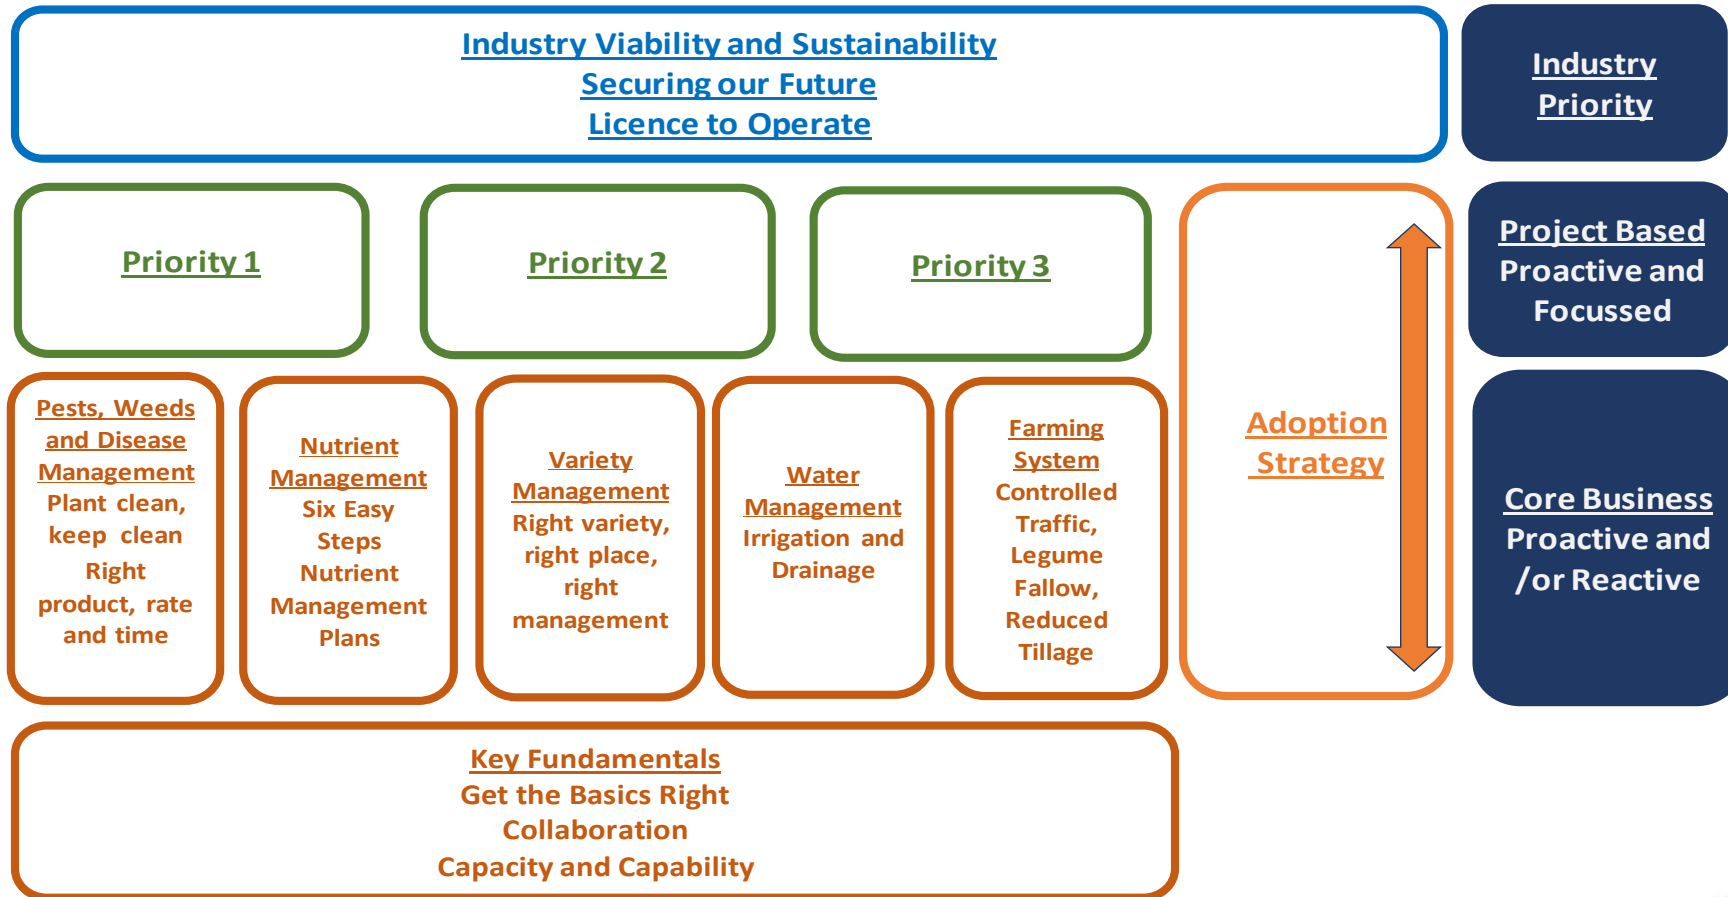 Industry Viability and Sustainability
Securing our Future
Licence to Operate
Industry
Priority
Priority 1
Priority 2
Priority 3
Project Based
Proactive and
Focussed
Pests, Weeds
and Disease
Management
Plant clean,
keep clean
Right
product, rate
and time
Nutrient
Management
Six Easy
Steps
Nutrient
Management
Plans
Variety
Management
Right variety,
right place,
right
management
Water
Management
Irrigation and
Drainage
Farming
System
Controlled
Traffic,
Legume
Fallow,
Reduced
Tillage
Adoption
Strategy
Core Business
Proactive and
/or Reactive
Key Fundamentals
Get the Basics Right
Collaboration
Capacity and Capability